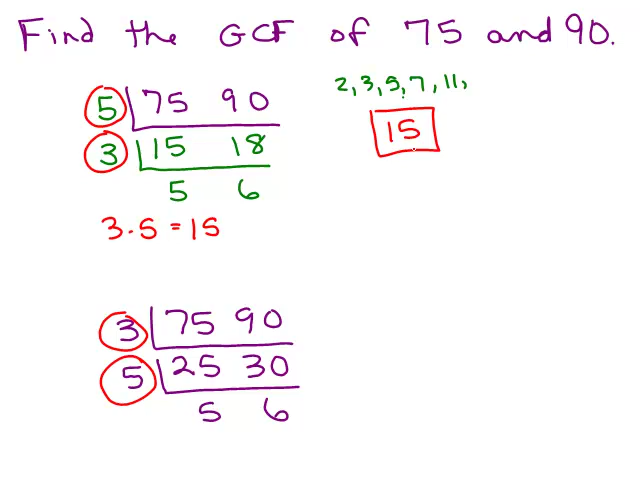 Find the GCF of 75 and 90.
2, 3, 5, 7, 11,
5 75 90
15
3 15 18
5 6
3 · 5 = 15
3 75 90
5 25 30
5 6